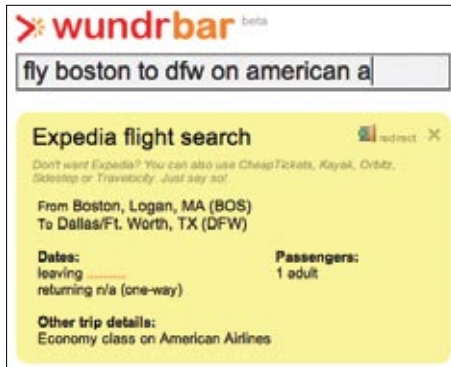 wundrbar beta
fly boston to dfw on american a
Expedia flight search redirect
Don't want Expedia? You can also use CheapTickets, Kayak, Orbitz,
Sidestep or Travelocity. Just say so!
From Boston, Logan, MA (BOS)
To Dallas/Ft. Worth, TX (DFW)
Dates: Passengers:
leaving ......... 1 adult
returning n/a (one-way)
Other trip details:
Economy class on American Airlines